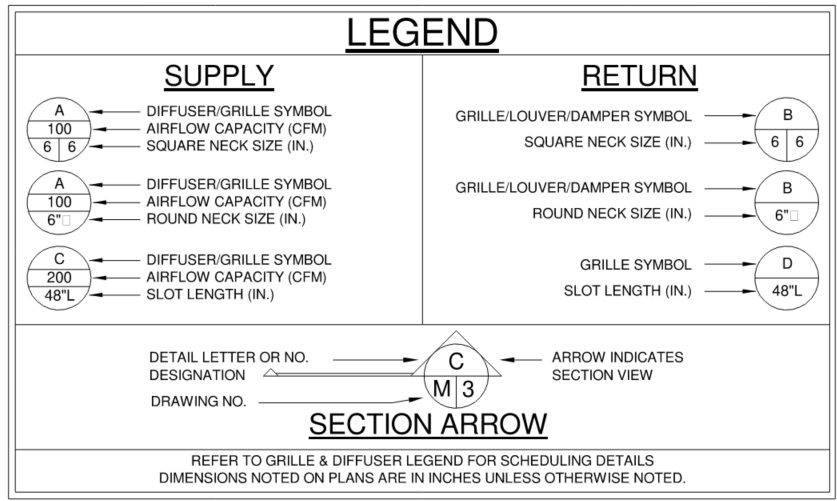 LEGEND
SUPPLY
A
100
6 6
DIFFUSER/GRILLE SYMBOL
AIRFLOW CAPACITY (CFM)
SQUARE NECK SIZE (IN.)
A
100
6"□
DIFFUSER/GRILLE SYMBOL
AIRFLOW CAPACITY (CFM)
ROUND NECK SIZE (IN.)
C
200
48"L
DIFFUSER/GRILLE SYMBOL
AIRFLOW CAPACITY (CFM)
SLOT LENGTH (IN.)
RETURN
GRILLE/LOUVER/DAMPER SYMBOL
SQUARE NECK SIZE (IN.)
B
6 6
GRILLE/LOUVER/DAMPER SYMBOL
ROUND NECK SIZE (IN.)
B
6"□
GRILLE SYMBOL
SLOT LENGTH (IN.)
D
48"L
DETAIL LETTER OR NO.
DESIGNATION
DRAWING NO.
C
M 3
ARROW INDICATES
SECTION VIEW
SECTION ARROW
REFER TO GRILLE & DIFFUSER LEGEND FOR SCHEDULING DETAILS
DIMENSIONS NOTED ON PLANS ARE IN INCHES UNLESS OTHERWISE NOTED.